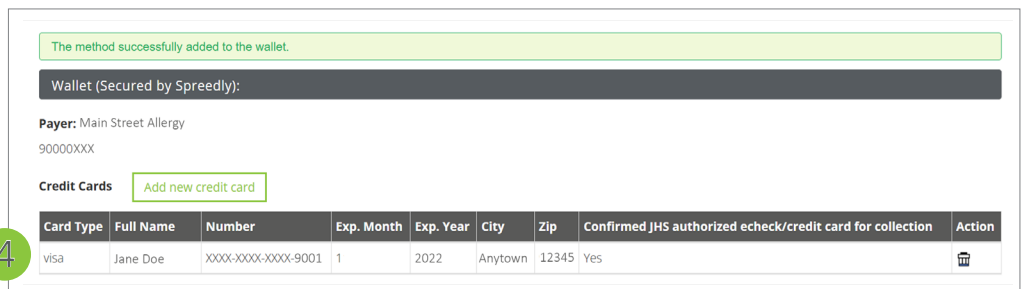 The method successfully added to the wallet.
Wallet (Secured by Spreedly):
Payer: Main Street Allergy
90000XXX
Credit Cards Add new credit card
Card Type Full Name Number Exp. Month Exp. Year City Zip Confirmed JHS authorized echeck/credit card for collection Action
4 visa Jane Doe XXXX-XXXX-XXXX-9001 1 2022 Anytown 12345 Yes